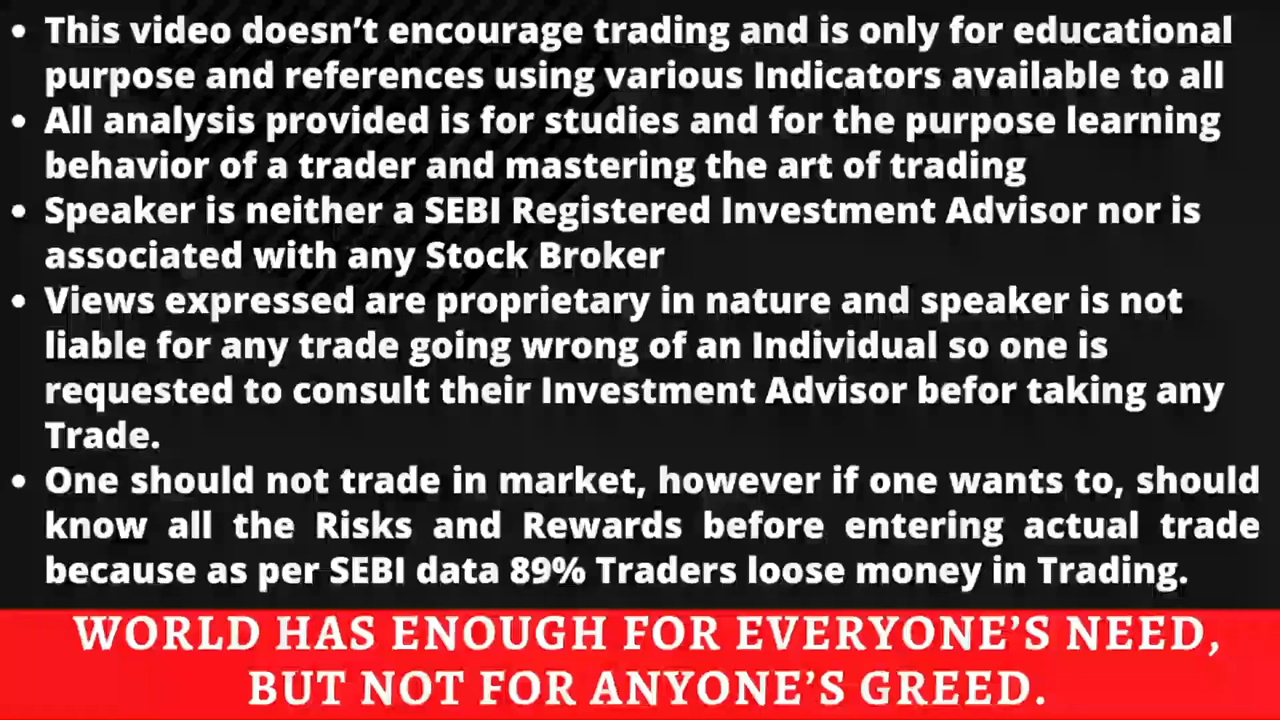 • This video doesn’t encourage trading and is only for educational
purpose and references using various Indicators available to all
• All analysis provided is for studies and for the purpose learning
behavior of a trader and mastering the art of trading
• Speaker is neither a SEBI Registered Investment Advisor nor is
associated with any Stock Broker
• Views expressed are proprietary in nature and speaker is not
liable for any trade going wrong of an Individual so one is
requested to consult their Investment Advisor befor taking any
Trade.
• One should not trade in market, however if one wants to, should
know all the Risks and Rewards before entering actual trade
because as per SEBI data 89% Traders loose money in Trading.
WORLD HAS ENOUGH FOR EVERYONE’S NEED,
BUT NOT FOR ANYONE’S GREED.